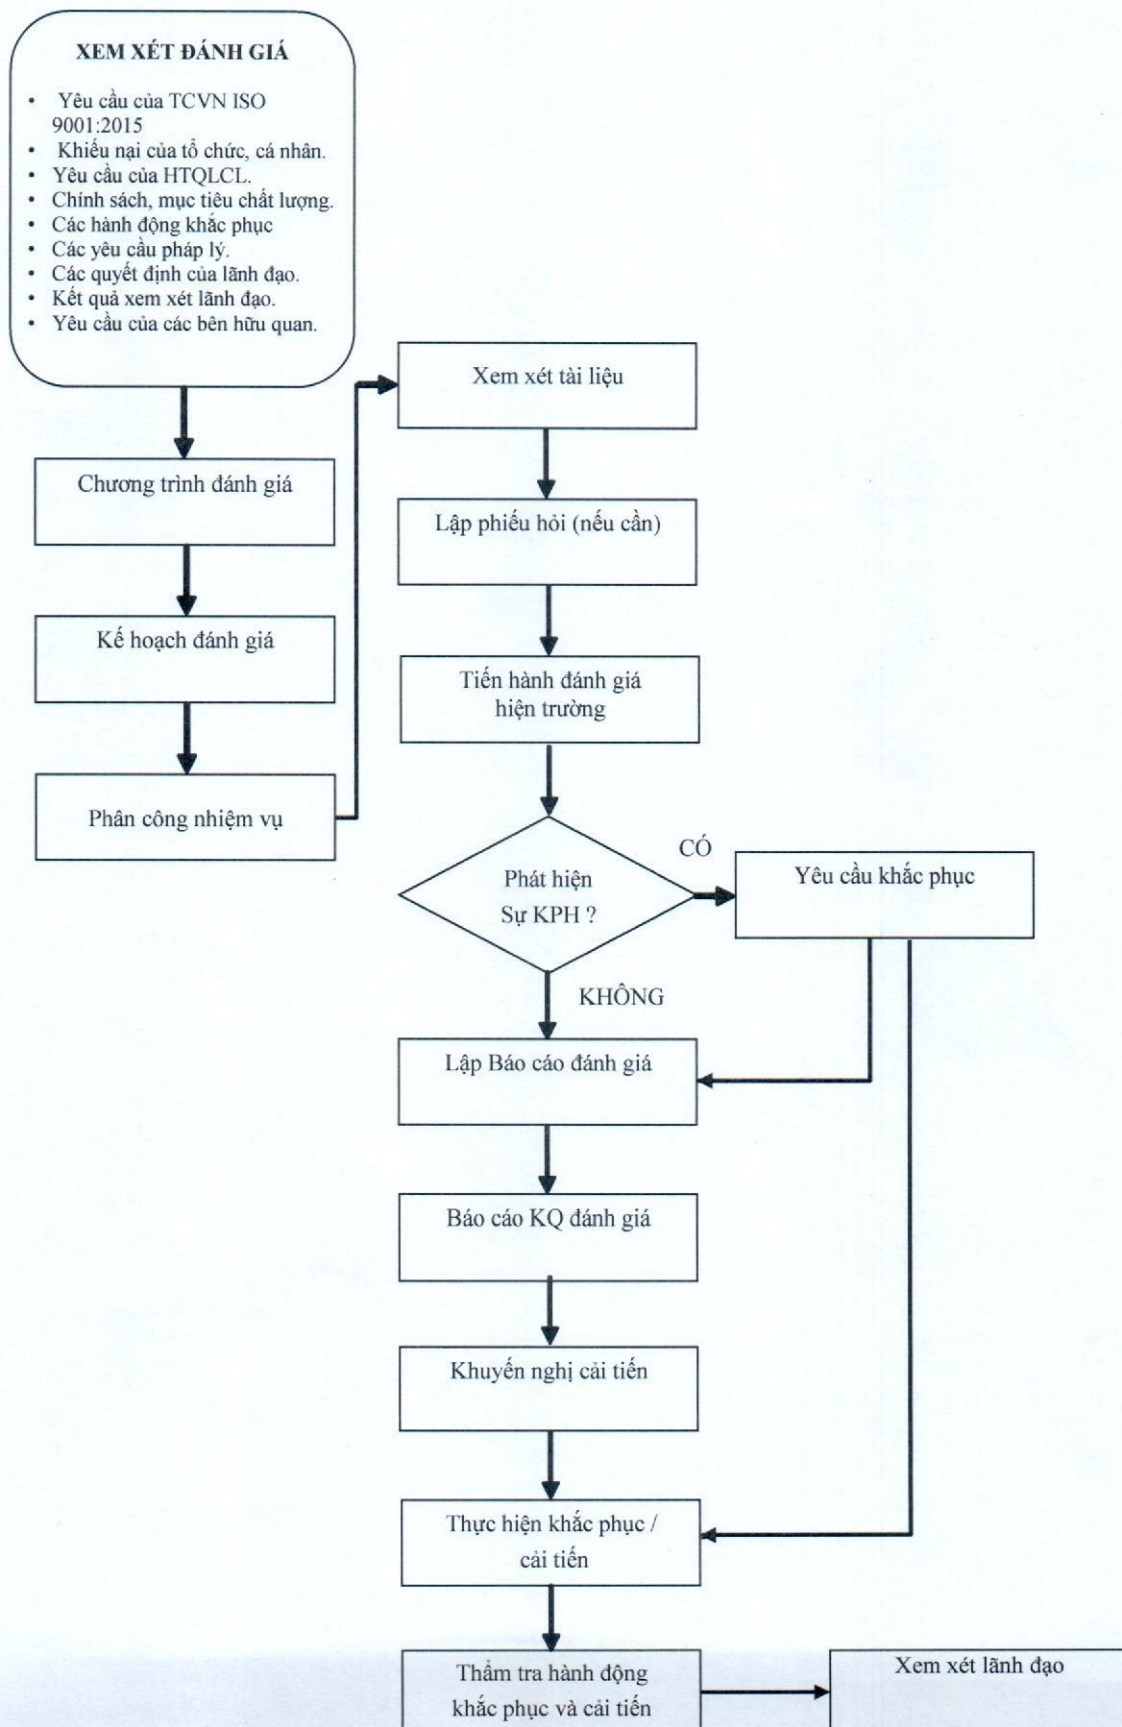 XEM XÉT ĐÁNH GIÁ
• Yêu cầu của TCVN ISO
9001:2015
• Khiếu nại của tổ chức, cá nhân.
• Yêu cầu của HTQLCL.
• Chính sách, mục tiêu chất lượng.
• Các hành động khắc phục
• Các yêu cầu pháp lý.
• Các quyết định của lãnh đạo.
• Kết quả xem xét lãnh đạo.
• Yêu cầu của các bên hữu quan.
Chương trình đánh giá
Kế hoạch đánh giá
Phân công nhiệm vụ
Xem xét tài liệu
Lập phiếu hỏi (nếu cần)
Tiến hành đánh giá
hiện trường
Phát hiện
Sự KPH ?
CÓ
Yêu cầu khắc phục
KHÔNG
Lập Báo cáo đánh giá
Báo cáo KQ đánh giá
Khuyến nghị cải tiến
Thực hiện khắc phục /
cải tiến
Thẩm tra hành động
khắc phục và cải tiến
Xem xét lãnh đạo